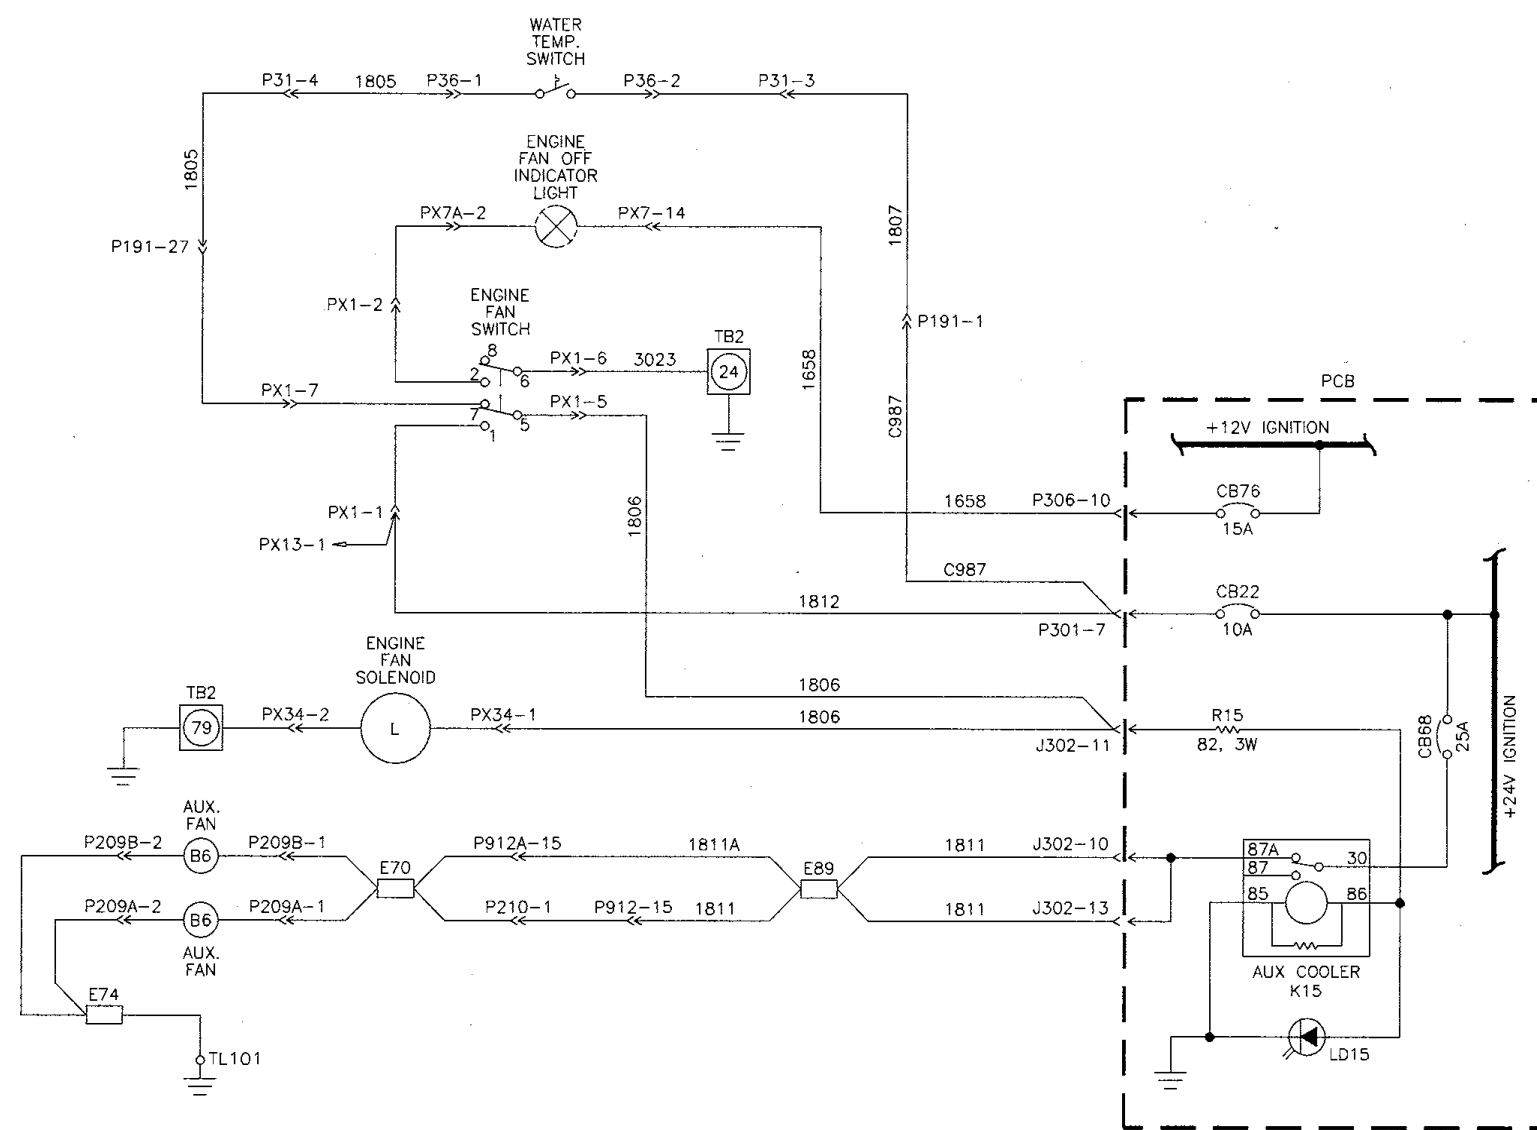 WATER
TEMP.
SWITCH
P31-4
1805
P36-1
P36-2
P31-3
1805
ENGINE
FAN OFF
INDICATOR
LIGHT
PX7A-2
PX7-14
1807
P191-27
PX1-2
ENGINE
FAN
SWITCH
P191-1
8
2
6
PX1-6
3023
TB2
24
1658
PX1-7
7
5
1
PX1-5
C987
PCB
+12V IGNITION
PX1-1
PX13-1
1806
1658
P306-10
CB76
15A
C987
1812
P301-7
CB22
10A
ENGINE
FAN
SOLENOID
TB2
79
PX34-2
L
PX34-1
1806
1806
J302-11
R15
82, 3W
CB68
25A
+24V IGNITION
AUX.
FAN
P209B-2
B6
P209B-1
E70
P912A-15
1811A
E89
1811
J302-10
87A
87
30
85
86
P209A-2
B6
P209A-1
P210-1
P912-15
1811
1811
J302-13
AUX.
FAN
AUX COOLER
K15
E74
TL101
LD15